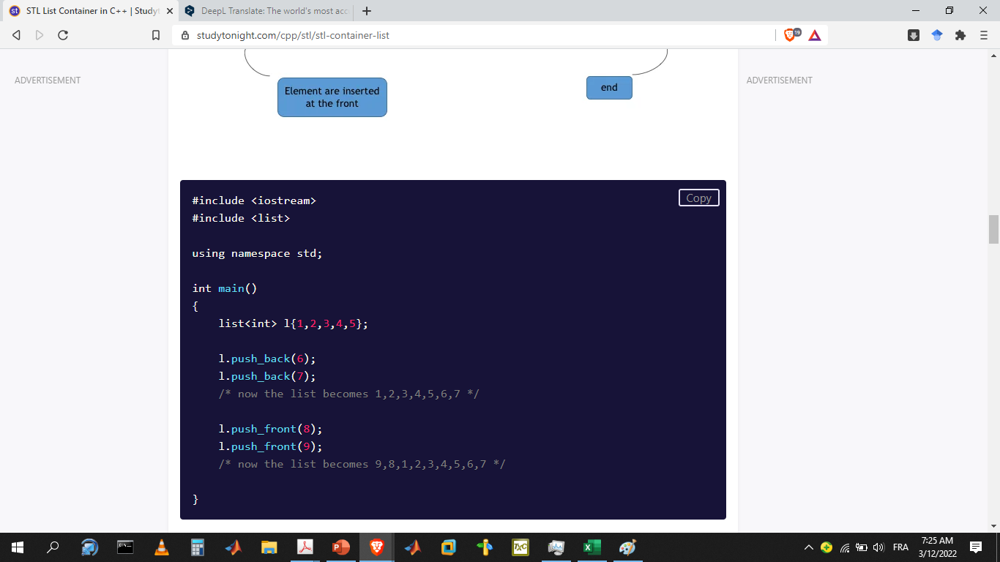 STL List Container in C++ | Study
DeepL Translate: The world's most acc
studytonight.com/cpp/stl/stl-container-list
19
ADVERTISEMENT
ADVERTISEMENT
Element are inserted
at the front
end
Copy
#include <iostream>
#include <list>
using namespace std;
int main()
{
    list<int> l{1,2,3,4,5};
    l.push_back(6);
    l.push_back(7);
    /* now the list becomes 1,2,3,4,5,6,7 */
    l.push_front(8);
    l.push_front(9);
    /* now the list becomes 9,8,1,2,3,4,5,6,7 */
}
FRA
7:25 AM
3/12/2022